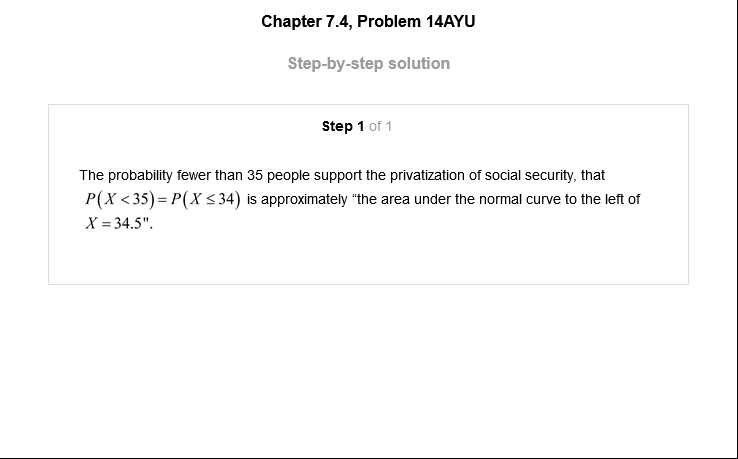 Chapter 7.4, Problem 14AYU
Step-by-step solution
Step 1 of 1
The probability fewer than 35 people support the privatization of social security, that
P(X < 35) = P(X ≤ 34) is approximately “the area under the normal curve to the left of
X = 34.5".